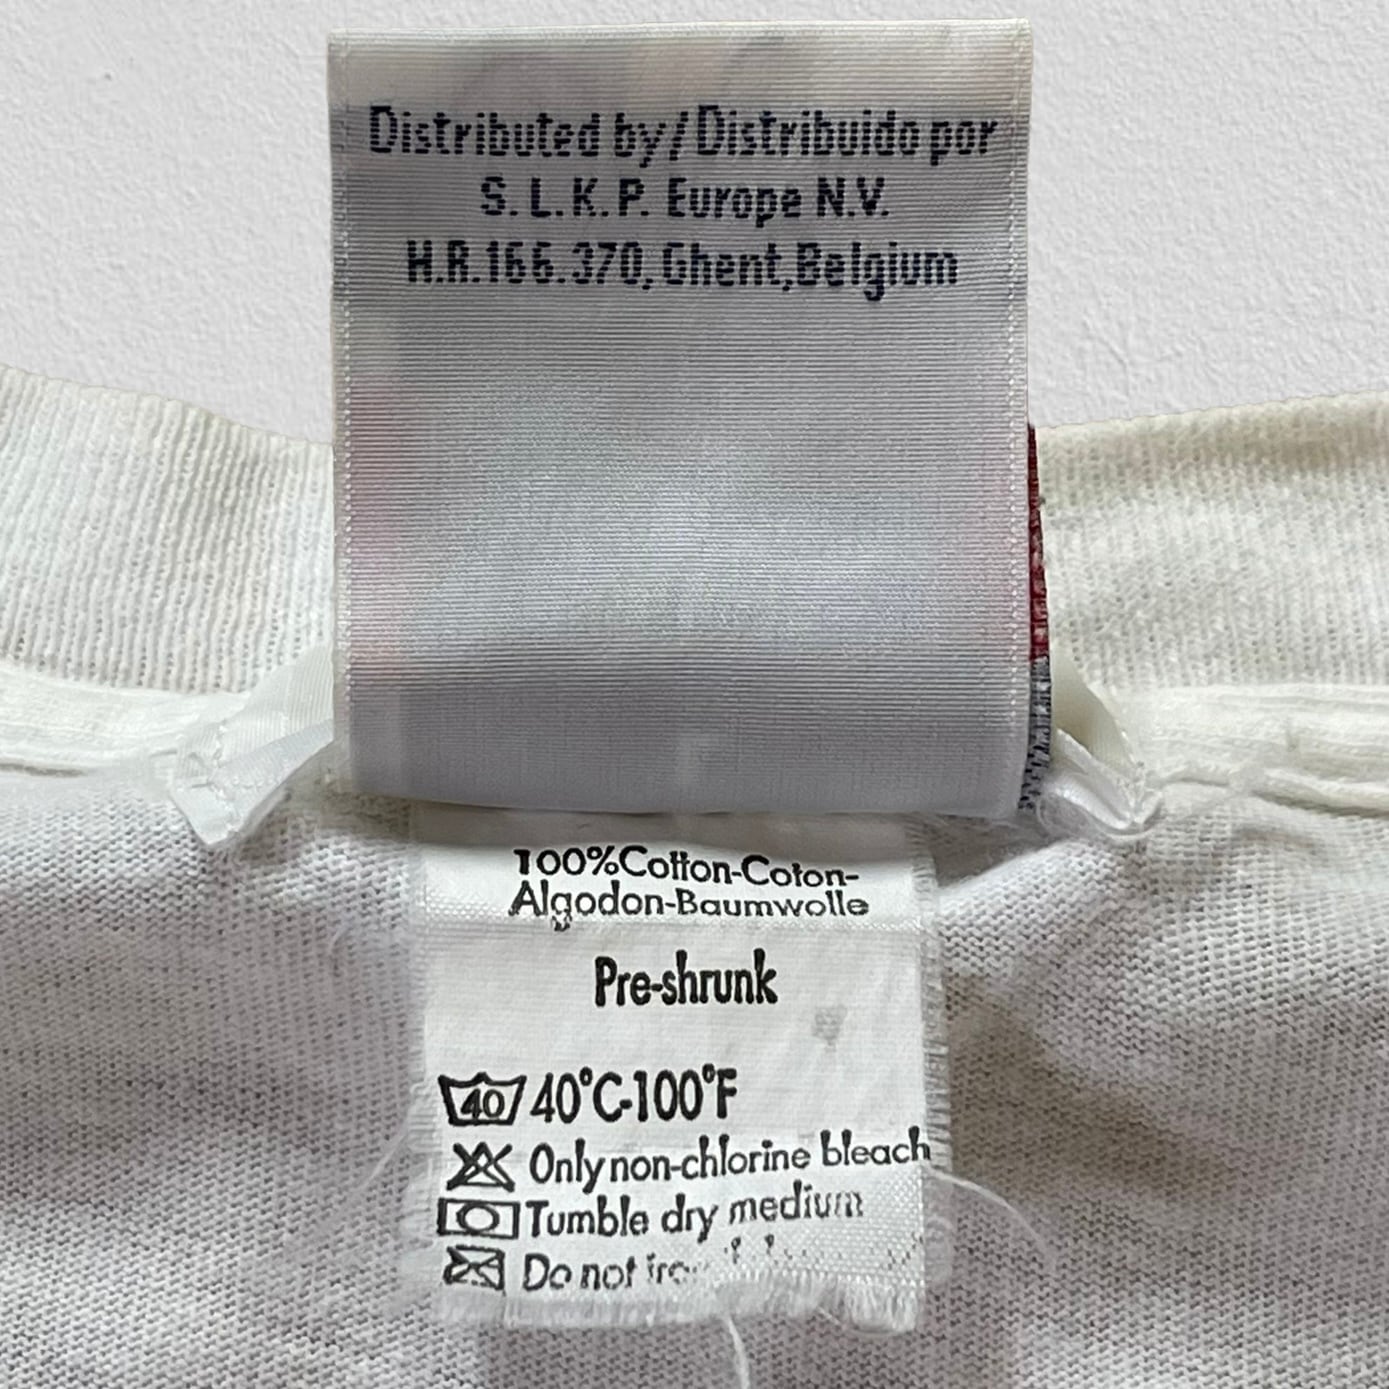 Distributed by/Distribuido por
S.L.K.P. Europe N.V.
H.R.166.370, Ghent,Belgium
100%Cotton-Coton-
Algodon-Baumwolle
Pre-shrunk
40 40°C-100°F
Only non-chlorine bleach
Tumble dry medium
Do not